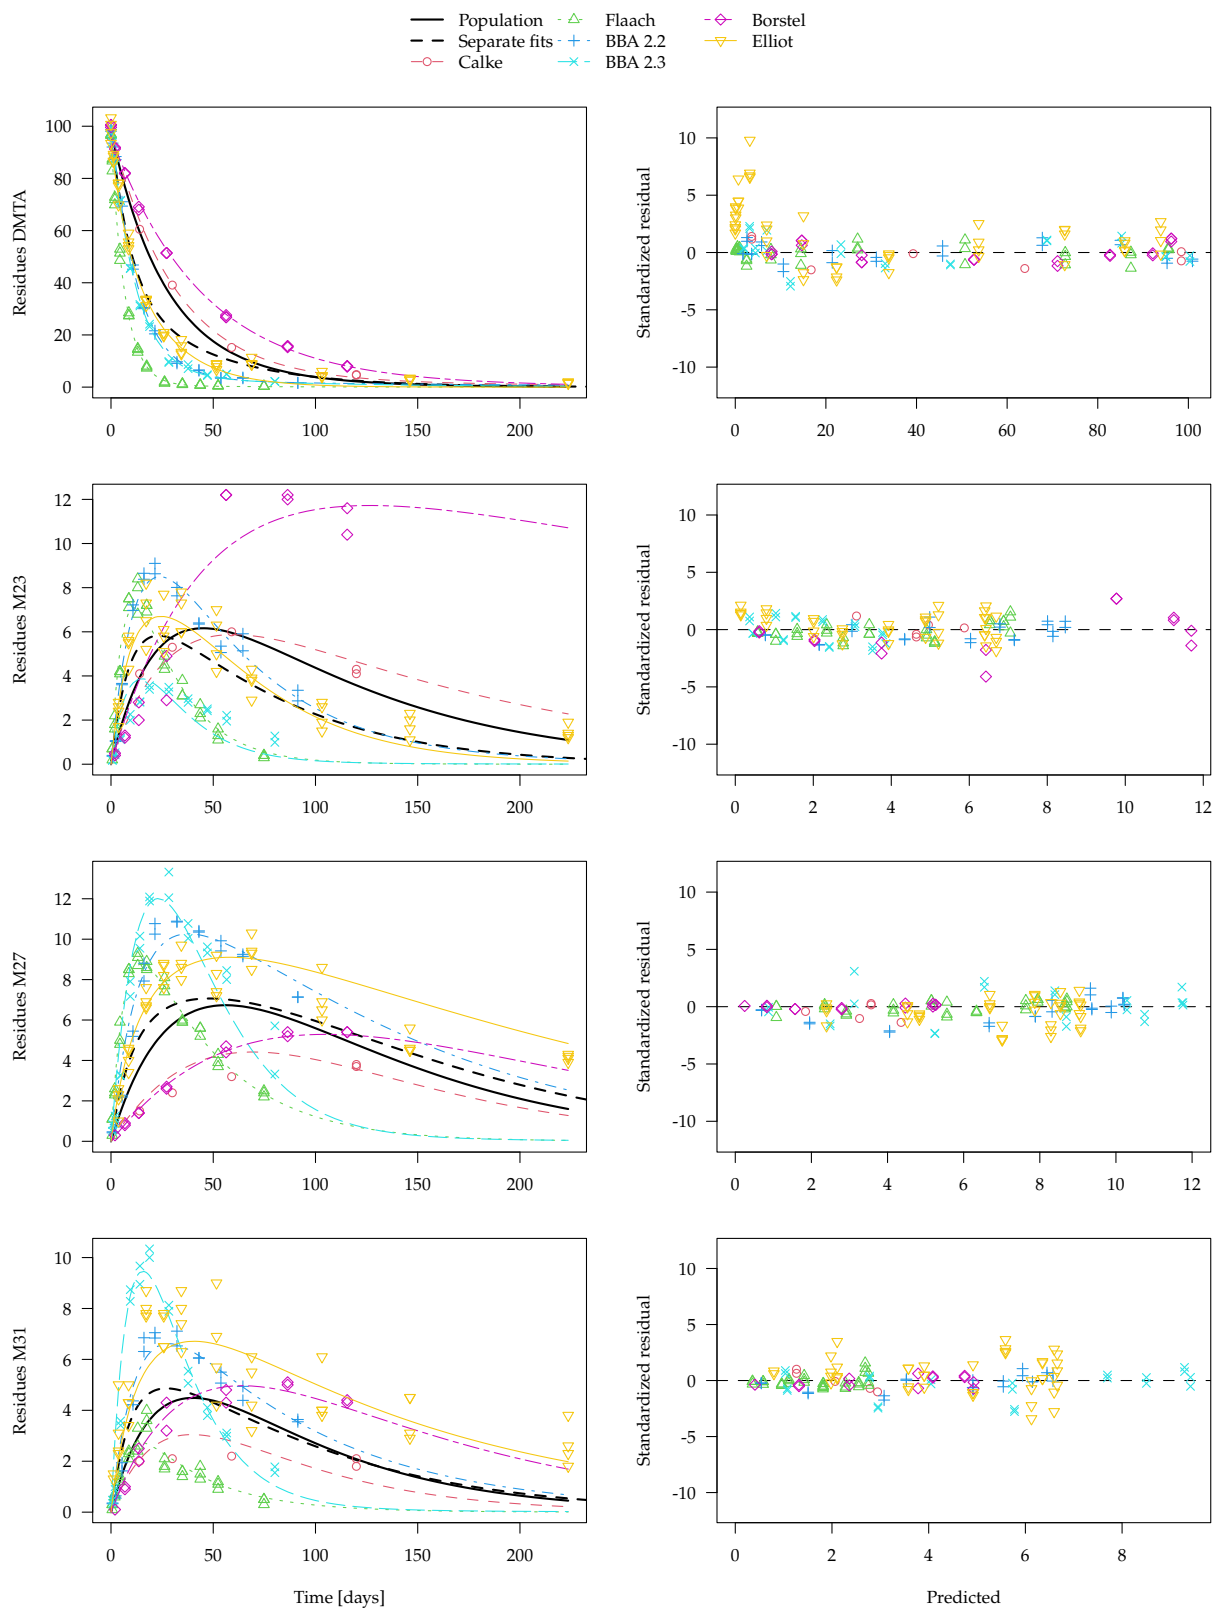 Population Flaach Borstel
Separate fits BBA 2.2 Elliot
Calke BBA 2.3
Residues DMTA
0 20 40 60 80 100
0 50 100 150 200
Standardized residual
-10 -5 0 5 10
0 20 40 60 80 100
Residues M23
0 2 4 6 8 10 12
0 50 100 150 200
Standardized residual
-10 -5 0 5 10
0 2 4 6 8 10 12
Residues M27
0 2 4 6 8 10 12
0 50 100 150 200
Standardized residual
-10 -5 0 5 10
0 2 4 6 8 10 12
Residues M31
0 2 4 6 8 10
0 50 100 150 200
Time [days]
Standardized residual
-10 -5 0 5 10
0 2 4 6 8
Predicted